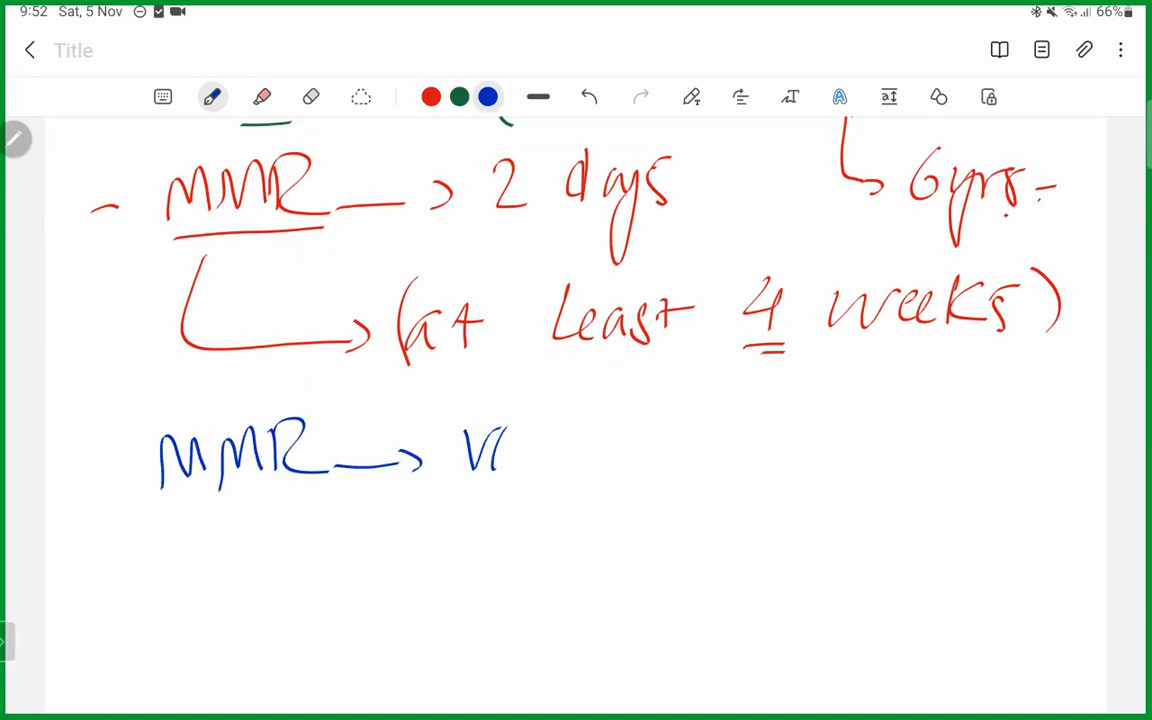 9:52 Sat, 5 Nov 66%
Title
- MMR → 2 days
↳ 6yrs-
↳ (at least 4 weeks)
MMR →